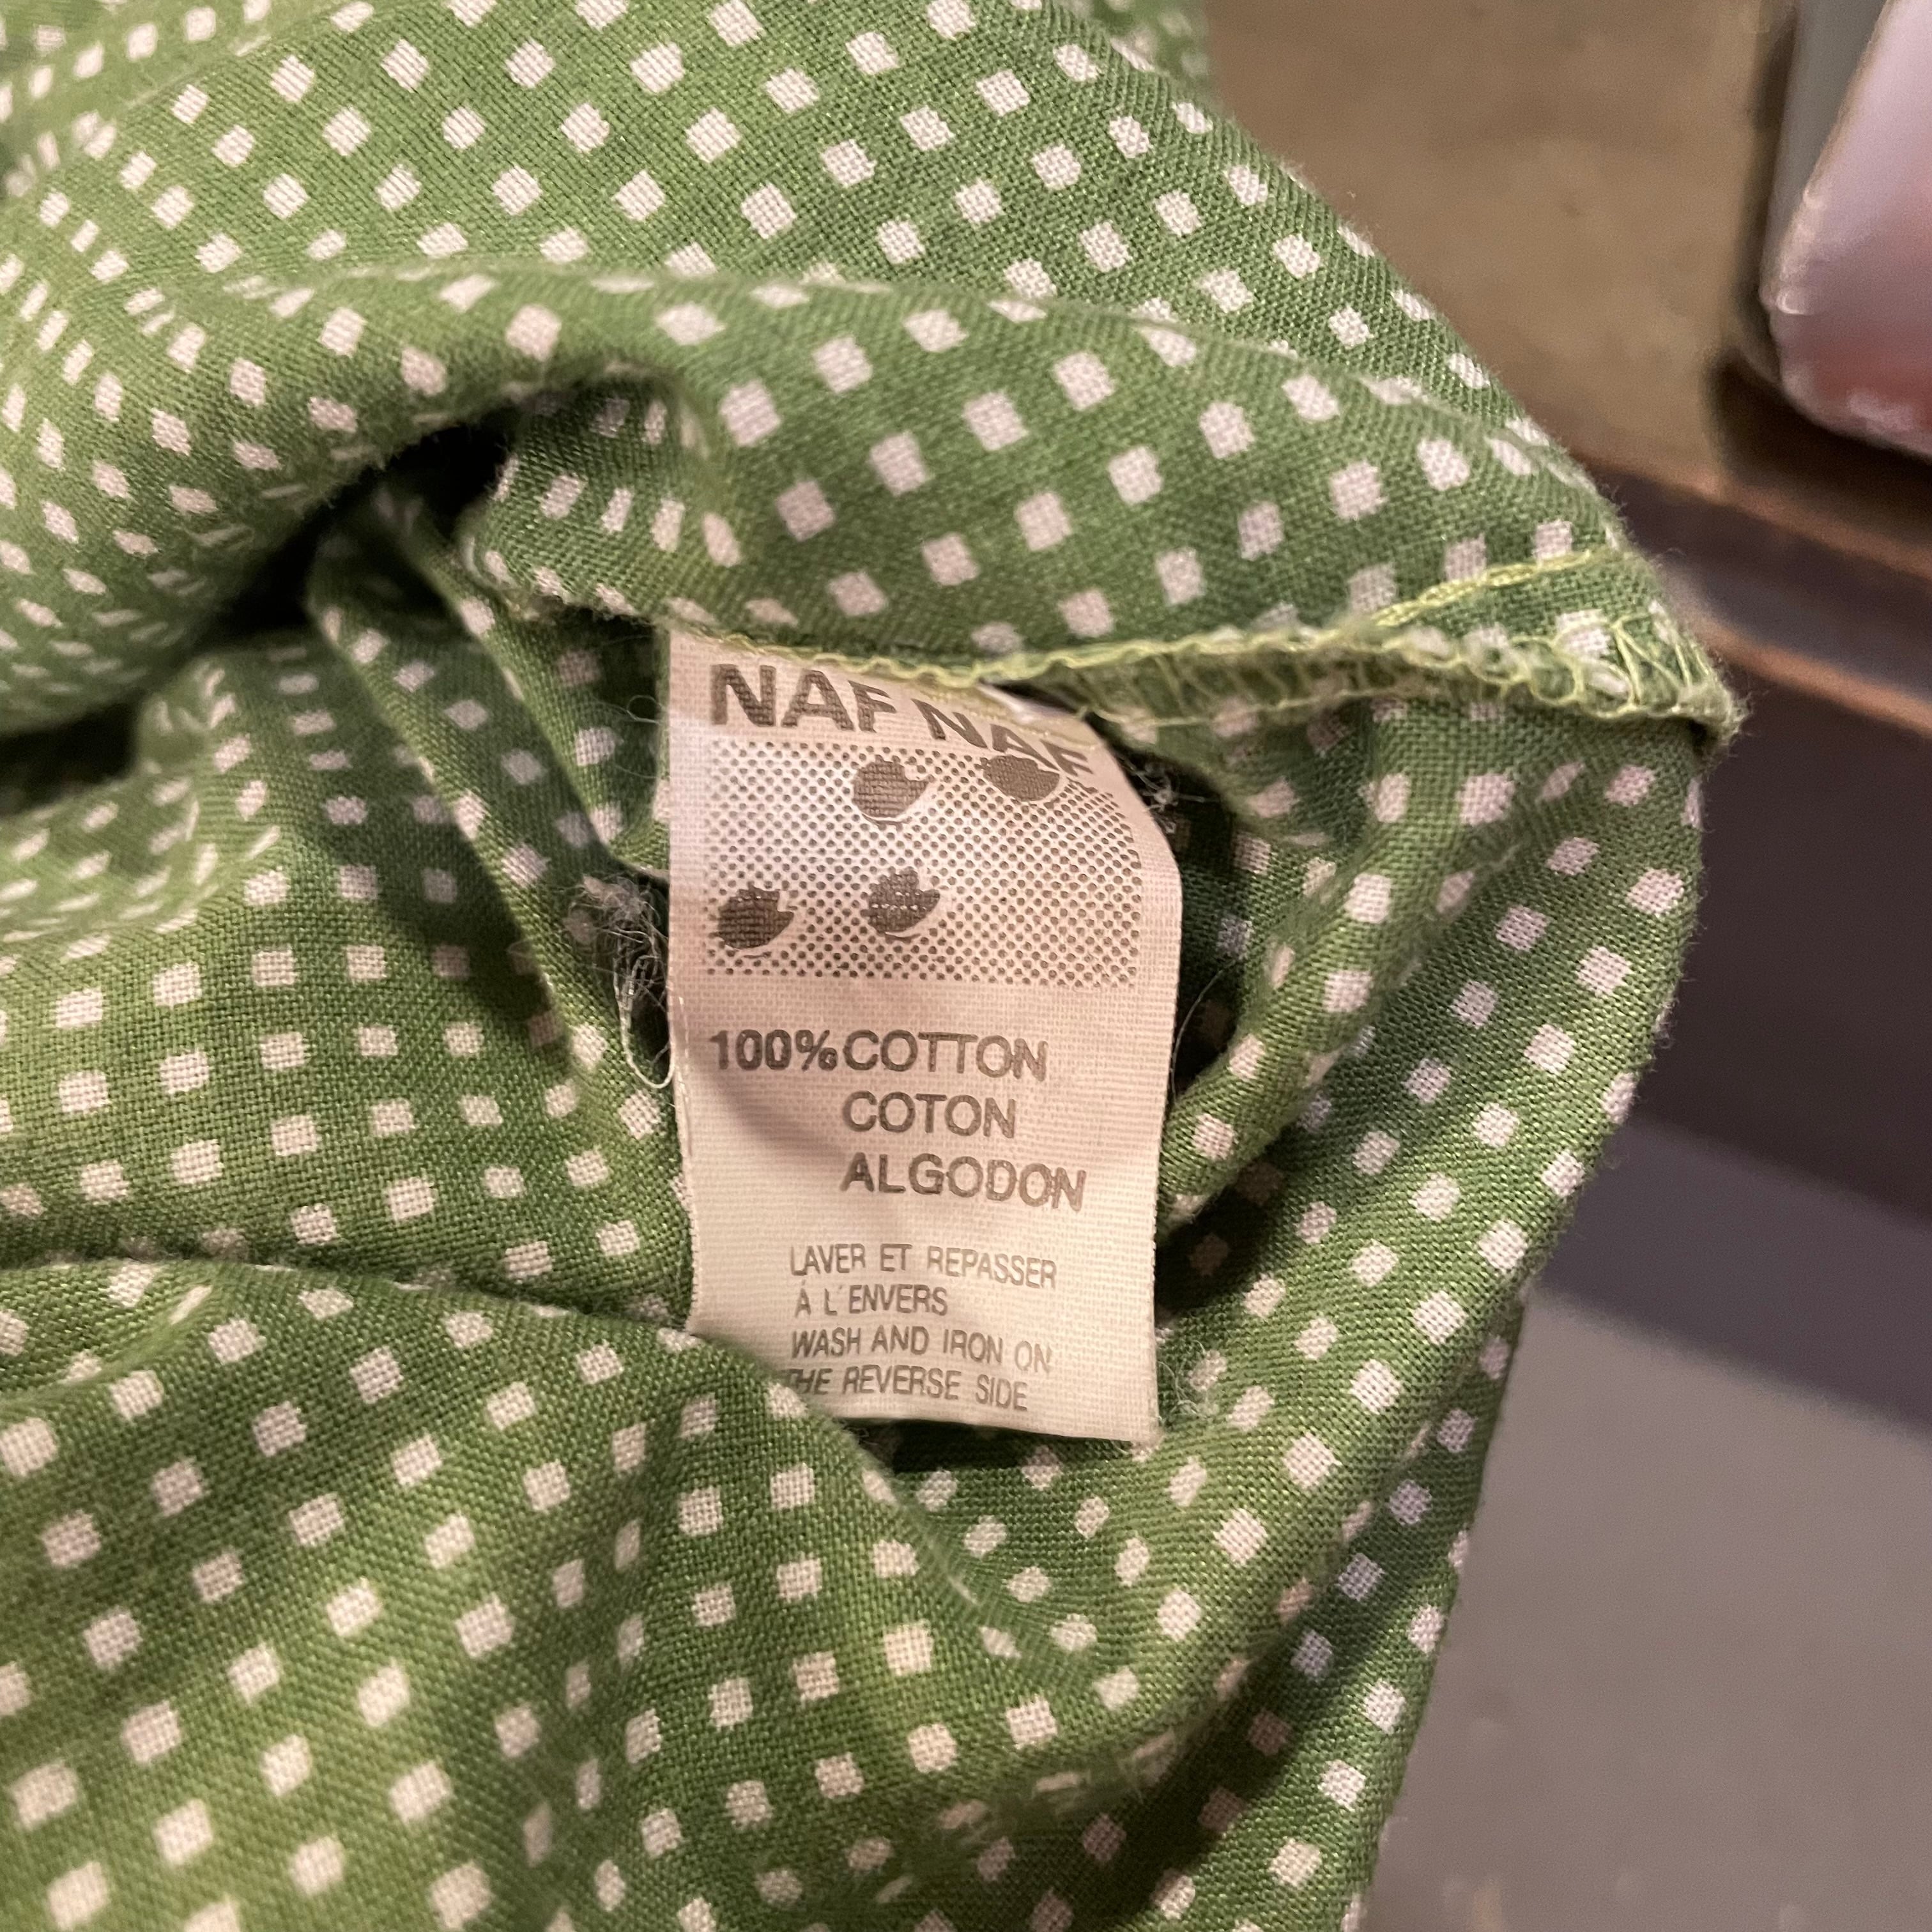 NAF NAF
100% COTTON
COTON
ALGODON
LAVER ET REPASSER
À L'ENVERS
WASH AND IRON ON
THE REVERSE SIDE